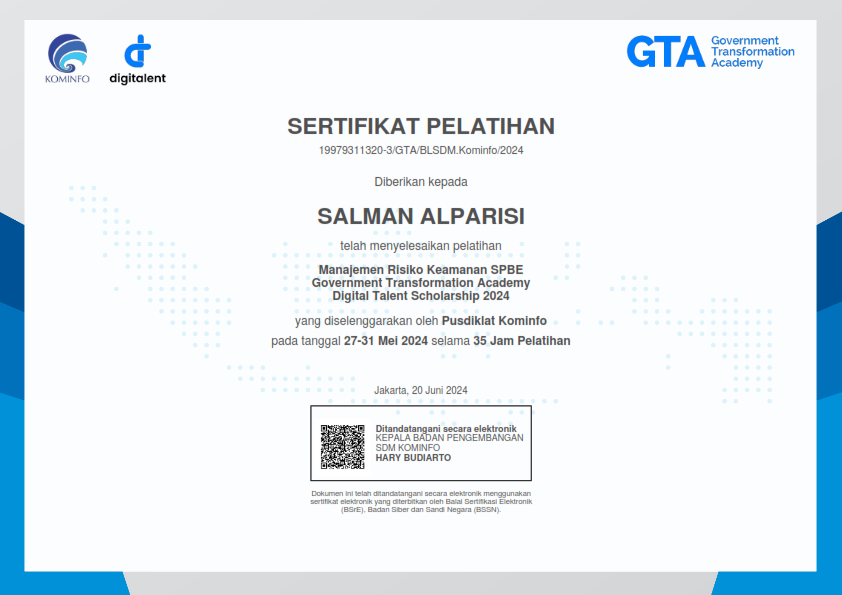 KOMINFO
digitalent
GTA Government
Transformation
Academy
SERTIFIKAT PELATIHAN
19979311320-3/GTA/BLSDM.Kominfo/2024
Diberikan kepada
SALMAN ALPARISI
telah menyelesaikan pelatihan
Manajemen Risiko Keamanan SPBE
Government Transformation Academy
Digital Talent Scholarship 2024
yang diselenggarakan oleh Pusdiklat Kominfo
pada tanggal 27-31 Mei 2024 selama 35 Jam Pelatihan
Jakarta, 20 Juni 2024
Ditandatangani secara elektronik
KEPALA BADAN PENGEMBANGAN
SDM KOMINFO
HARY BUDIARTO
Dokumen ini telah ditandatangani secara elektronik menggunakan
sertifikat elektronik yang diterbitkan oleh Balai Sertifikasi Elektronik
(BSrE), Badan Siber dan Sandi Negara (BSSN).